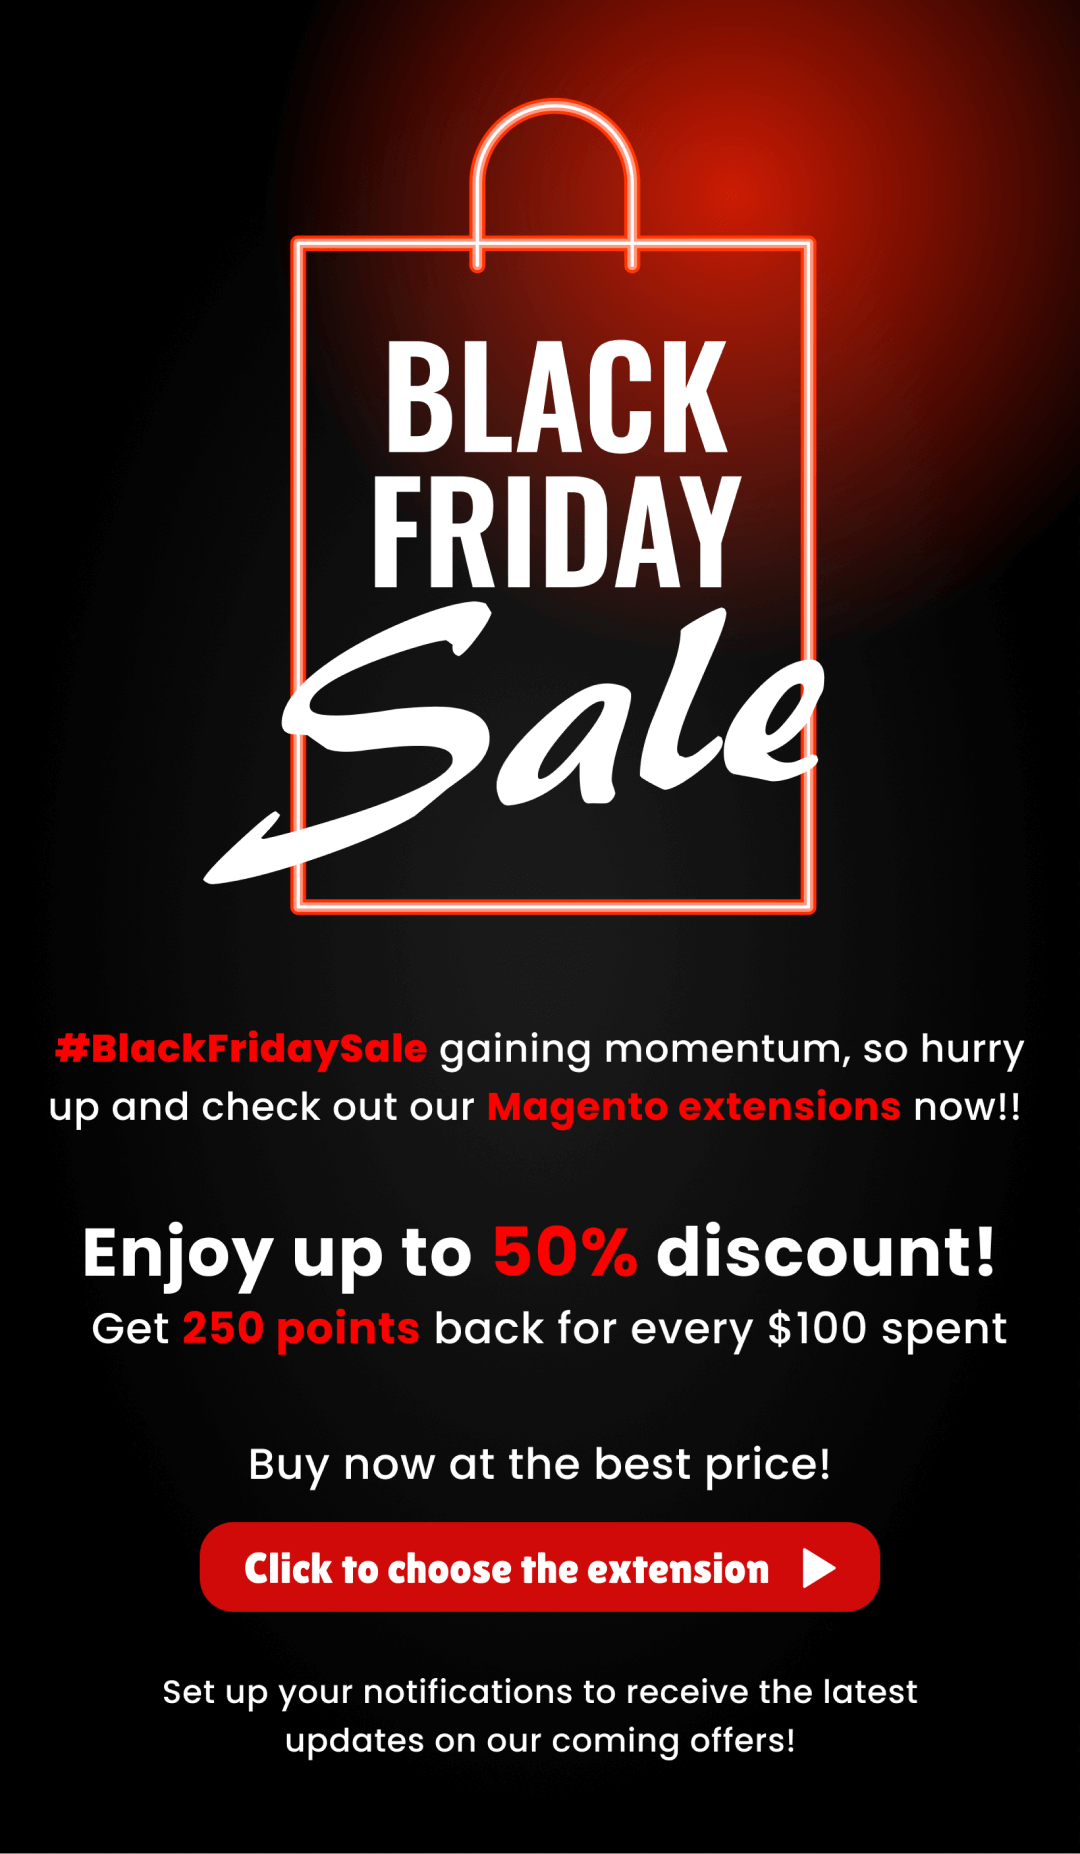 BLACK
FRIDAY
Sale
#BlackFridaySale gaining momentum, so hurry
up and check out our Magento extensions now!!
Enjoy up to 50% discount!
Get 250 points back for every $100 spent
Buy now at the best price!
Click to choose the extension
Set up your notifications to receive the latest
updates on our coming offers!